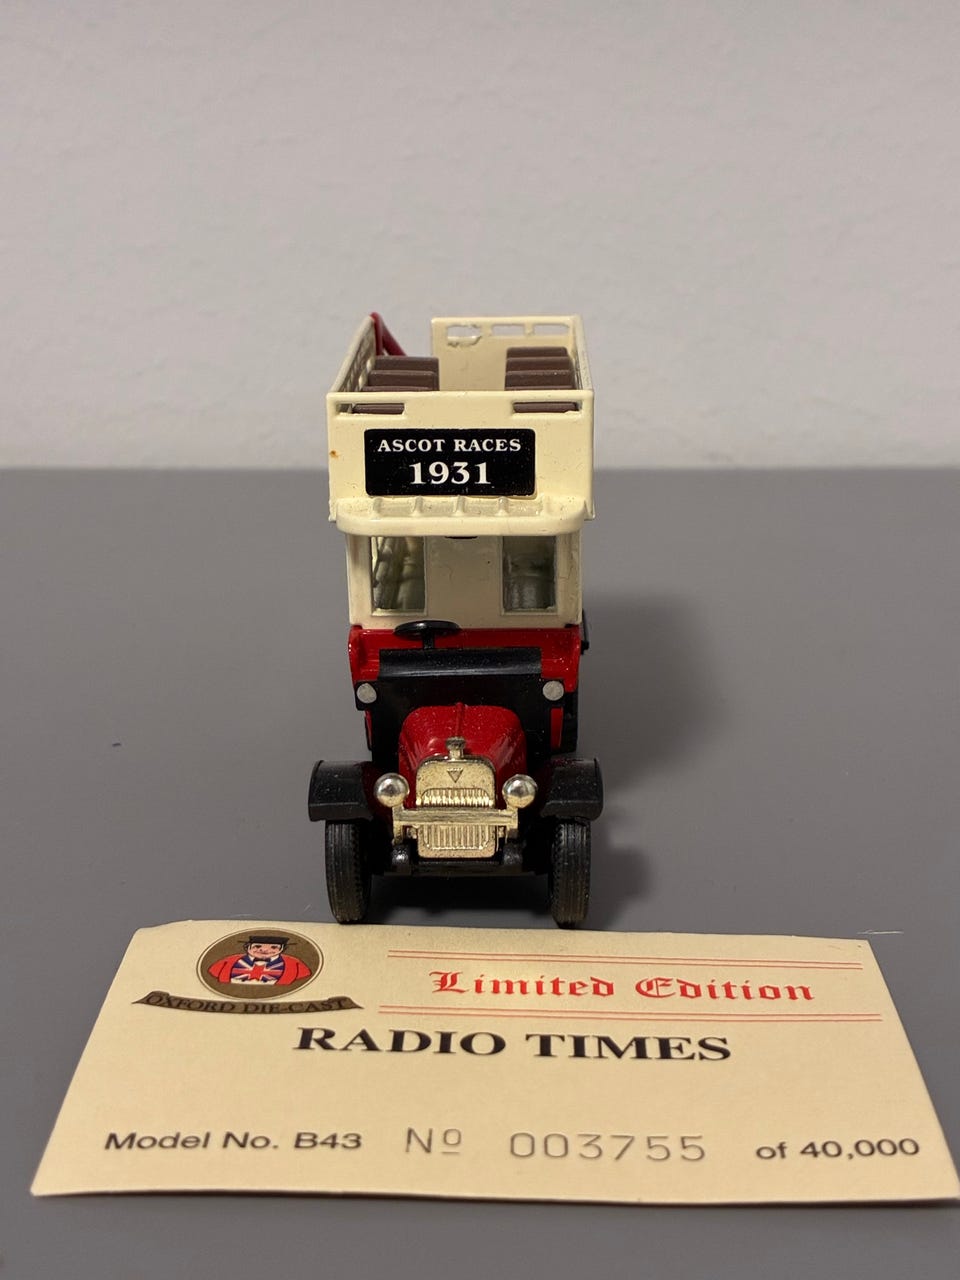 ASCOT RACES
1931
OXFORD DIE-CAST
Limited Edition
RADIO TIMES
Model No. B43 Nº 003755 of 40,000